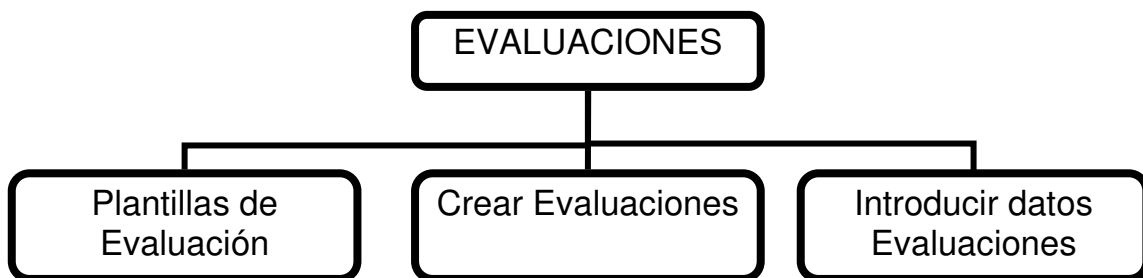 EVALUACIONES
Plantillas de
Evaluación
Crear Evaluaciones
Introducir datos
Evaluaciones